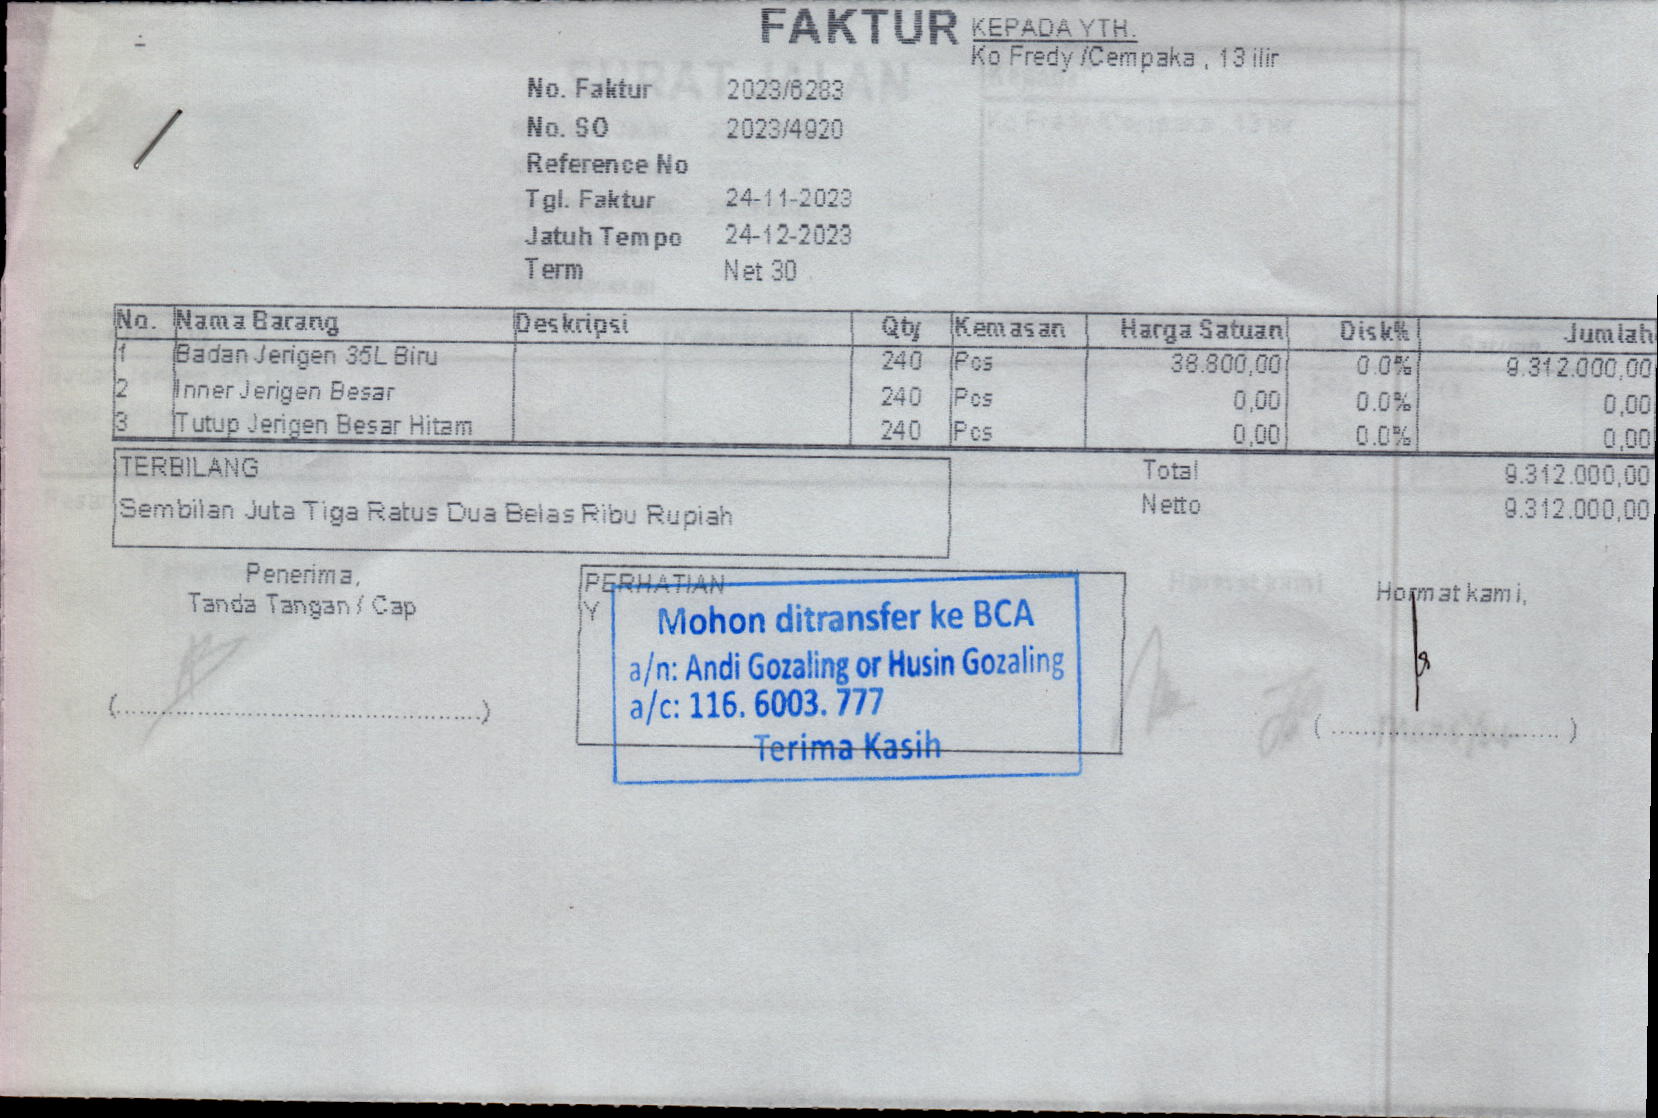 FAKTUR
KEPADA YTH.
Ko Fredy /Cempaka , 13 ilir
No. Faktur 2023/6283
No. SO 2023/4920
Reference No
Tgl. Faktur 24-11-2023
Jatuh Tempo 24-12-2023
Term Net 30
No. Nama Barang Deskripsi Qty Kemasan Harga Satuan Disk% Jumlah
1 Badan Jerigen 35L Biru 240 Pcs 38.800,00 0.0% 9.312.000,00
2 Inner Jerigen Besar 240 Pcs 0,00 0.0% 0,00
3 Tutup Jerigen Besar Hitam 240 Pcs 0,00 0.0% 0,00
TERBILANG
Sembilan Juta Tiga Ratus Dua Belas Ribu Rupiah
Total 9.312.000,00
Netto 9.312.000,00
Penerima,
Tanda Tangan / Cap
(..............................................)
PERHATIAN
Y
Mohon ditransfer ke BCA
a/n: Andi Gozaling or Husin Gozaling
a/c: 116. 6003. 777
Terima Kasih
Hormat kami,
(..............................)